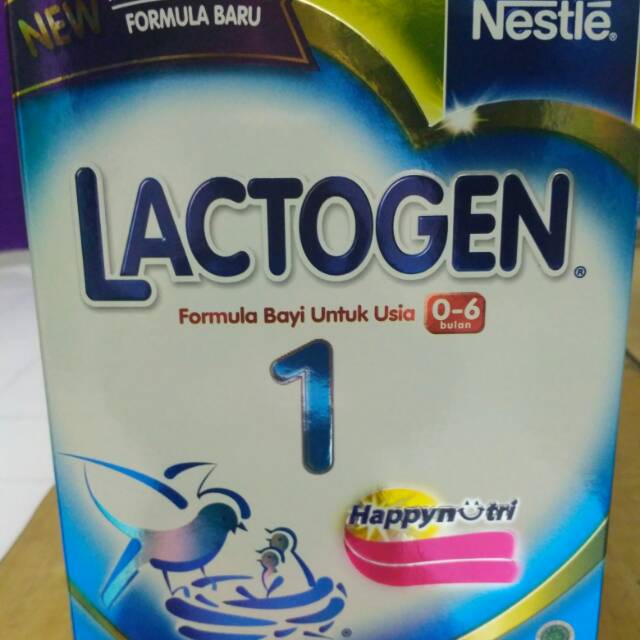 NEW
FORMULA BARU
Nestlé®
LACTOGEN®
Formula Bayi Untuk Usia 0-6 bulan
1
Happynutri